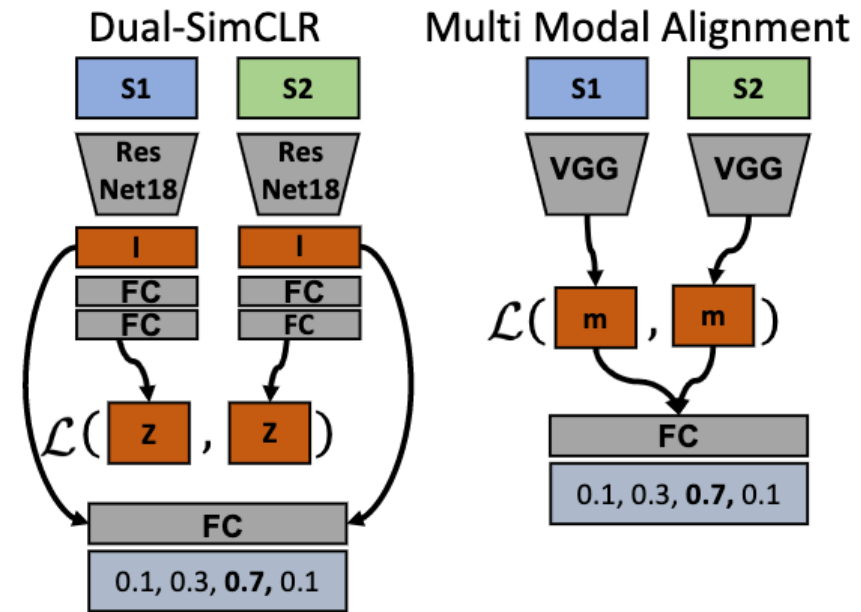 Dual-SimCLR
S1 S2
Res
Net18
Res
Net18
l l
FC FC
FC FC
ℒ( z , z )
FC
0.1, 0.3, 0.7, 0.1
Multi Modal Alignment
S1 S2
VGG VGG
ℒ( m , m )
FC
0.1, 0.3, 0.7, 0.1